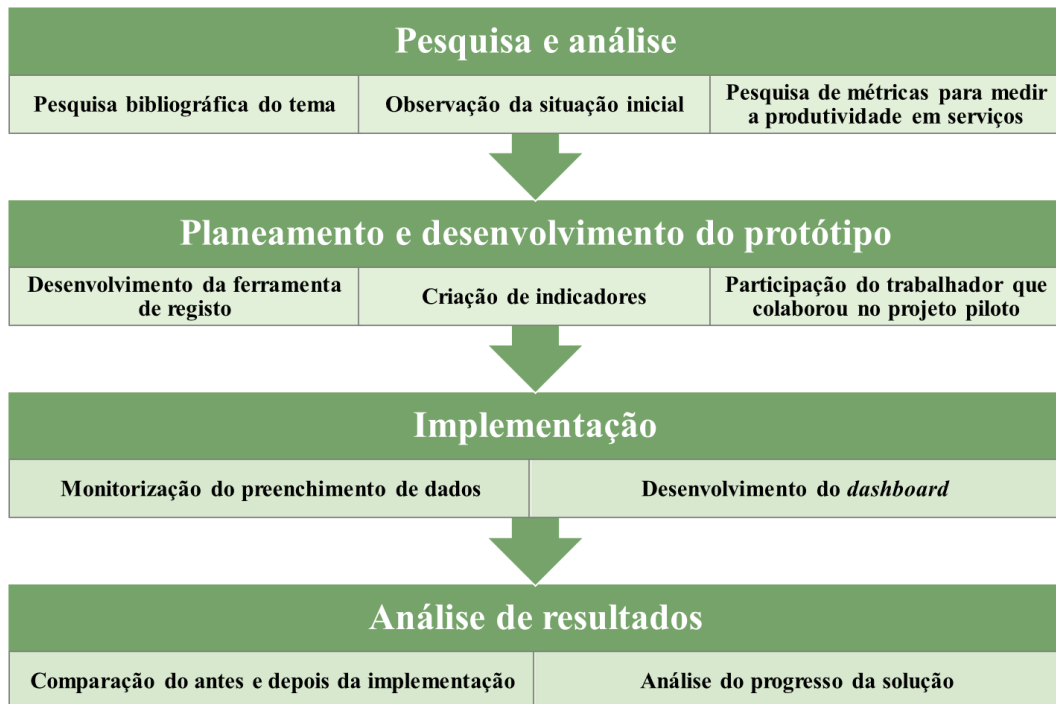 Pesquisa e análise
Pesquisa bibliográfica do tema
Observação da situação inicial
Pesquisa de métricas para medir
a produtividade em serviços
Planeamento e desenvolvimento do protótipo
Desenvolvimento da ferramenta
de registo
Criação de indicadores
Participação do trabalhador que
colaborou no projeto piloto
Implementação
Monitorização do preenchimento de dados
Desenvolvimento do dashboard
Análise de resultados
Comparação do antes e depois da implementação
Análise do progresso da solução